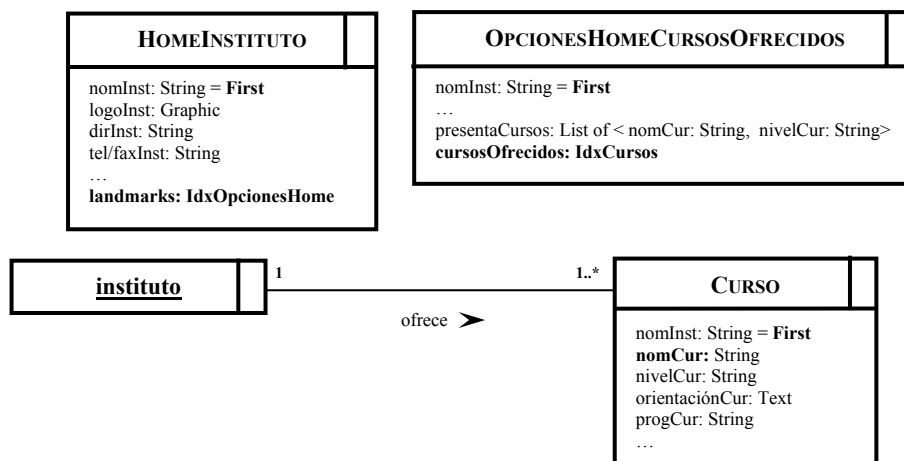 HOMEINSTITUTO
nomInst: String = First
logoInst: Graphic
dirInst: String
tel/faxInst: String
…
landmarks: IdxOpcionesHome
OPCIONESHOMECURSOSOFRECIDOS
nomInst: String = First
…
presentaCursos: List of < nomCur: String, nivelCur: String>
cursosOfrecidos: IdxCursos
instituto
1
1..*
ofrece
CURSO
nomInst: String = First
nomCur: String
nivelCur: String
orientaciónCur: Text
progCur: String
…